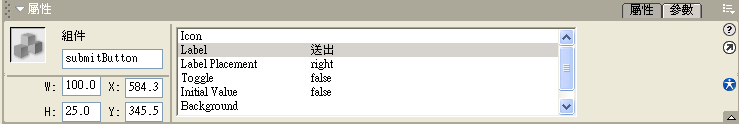 屬性
屬性 參數
組件
submitButton
W: 100.0 X: 584.3
H: 25.0 Y: 345.5
Icon
Label 送出
Label Placement right
Toggle false
Initial Value false
Background